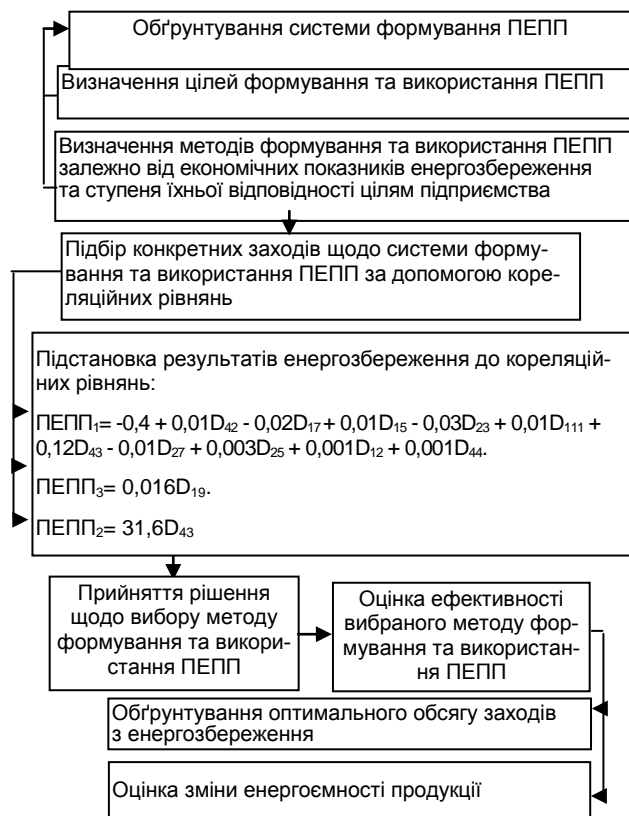 Обґрунтування системи формування ПЕПП
Визначення цілей формування та використання ПЕПП
Визначення методів формування та використання ПЕПП
залежно від економічних показників енергозбереження
та ступеня їхньої відповідності цілям підприємства
Підбір конкретних заходів щодо системи форму-
вання та використання ПЕПП за допомогою коре-
ляційних рівнянь
Підстановка результатів енергозбереження до кореляцій-
них рівнянь:
ПЕПП₁= -0,4 + 0,01D₄₂ - 0,02D₁₇ + 0,01D₁₅ - 0,03D₂₃ + 0,01D₁₁₁ +
0,12D₄₃ - 0,01D₂₇ + 0,003D₂₅ + 0,001D₁₂ + 0,001D₄₄.
ПЕПП₃= 0,016D₁₉.
ПЕПП₂= 31,6D₄₃
Прийняття рішення
щодо вибору методу
формування та викори-
стання ПЕПП
Оцінка ефективності
вибраного методу фор-
мування та використан-
ня ПЕПП
Обґрунтування оптимального обсягу заходів
з енергозбереження
Оцінка зміни енергоємності продукції